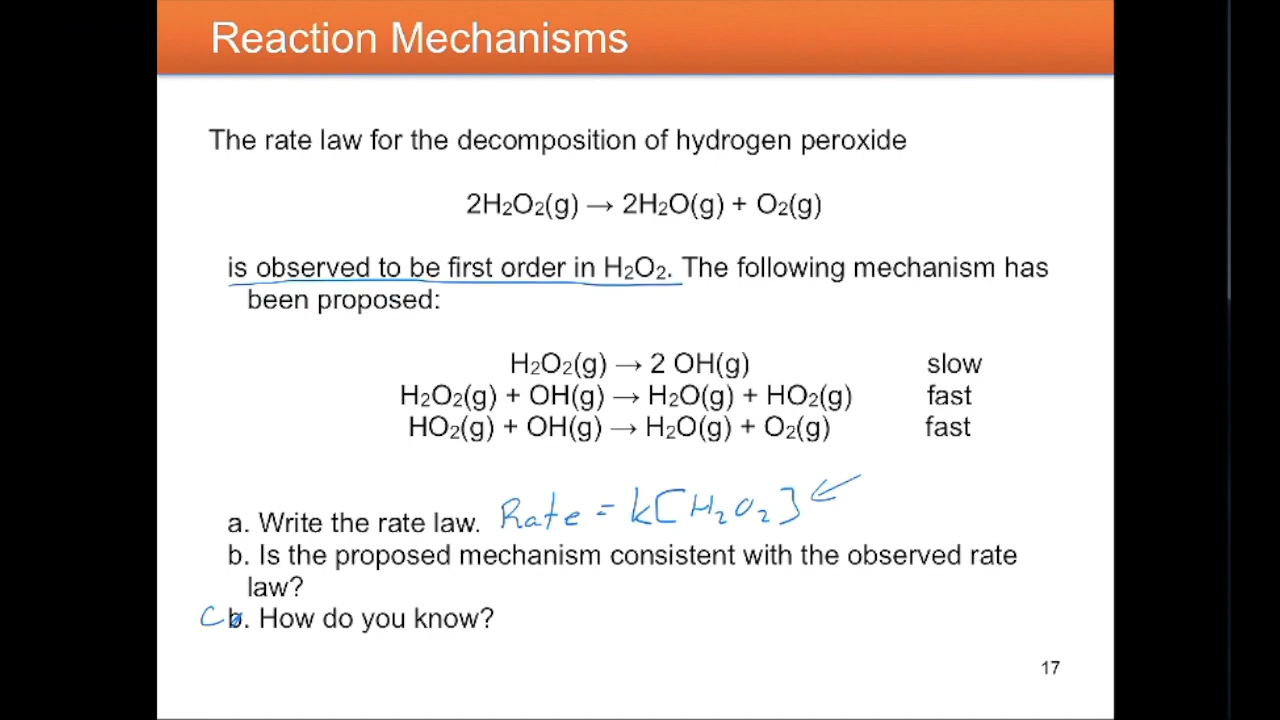 Reaction Mechanisms
The rate law for the decomposition of hydrogen peroxide
2H₂O₂(g) → 2H₂O(g) + O₂(g)
is observed to be first order in H₂O₂. The following mechanism has
been proposed:
H₂O₂(g) → 2 OH(g) slow
H₂O₂(g) + OH(g) → H₂O(g) + HO₂(g) fast
HO₂(g) + OH(g) → H₂O(g) + O₂(g) fast
a. Write the rate law. Rate = k[H₂O₂]
b. Is the proposed mechanism consistent with the observed rate
law?
c b. How do you know?
17